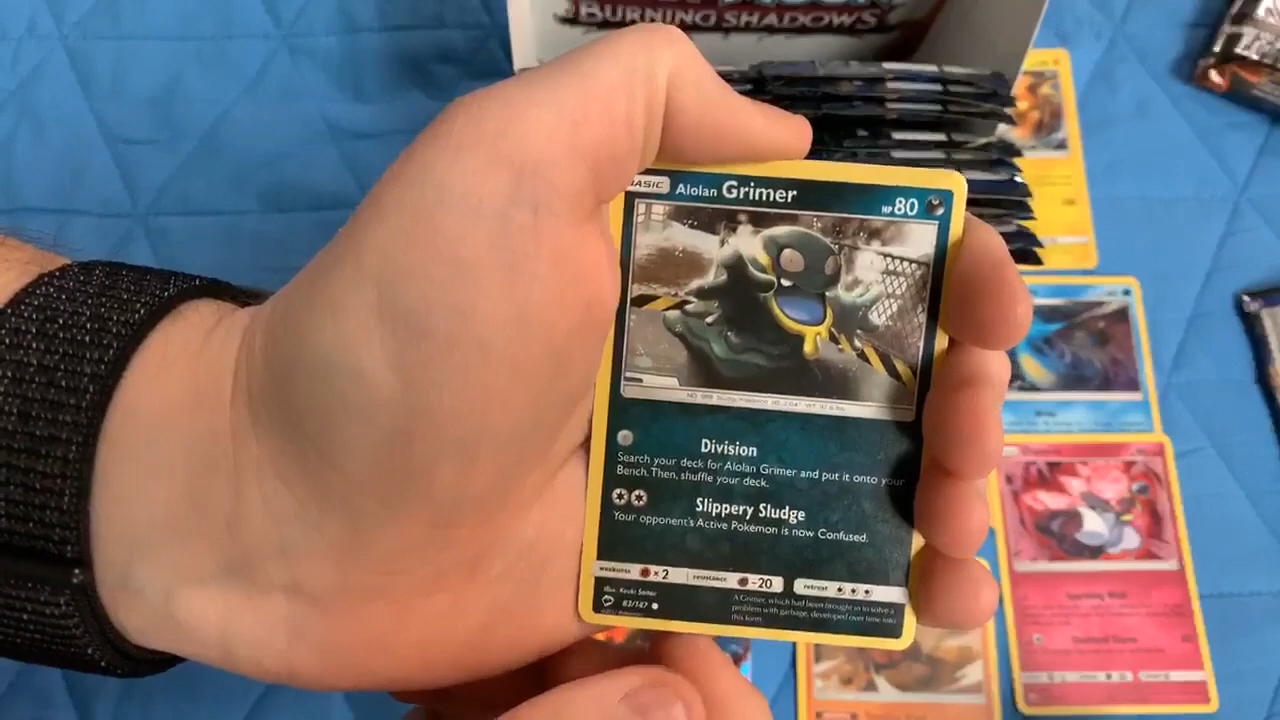 BURNING SHADOWS
BASIC Alolan Grimer HP 80
Division
Search your deck for Alolan Grimer and put it onto your
Bench. Then, shuffle your deck.
Slippery Sludge
Your opponent's Active Pokémon is now Confused.
weakness ×2 resistance -20 retreat
83/147
A Grimer, which had been brought in to solve a
problem with garbage, developed over time into
this form.